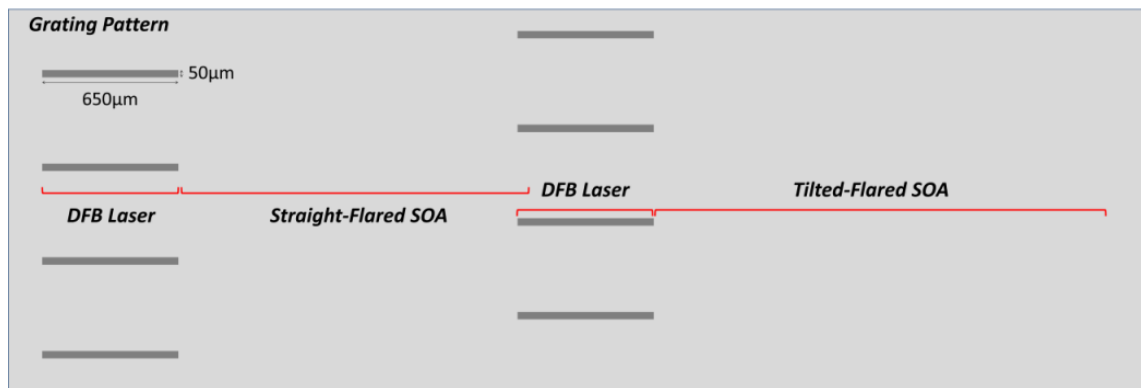 Grating Pattern
50μm
650μm
DFB Laser
Straight-Flared SOA
DFB Laser
Tilted-Flared SOA